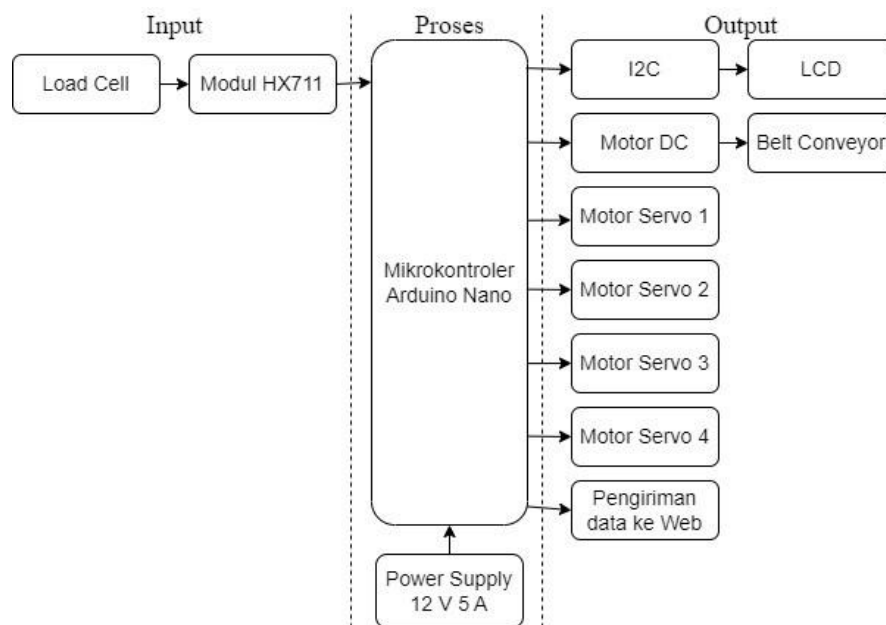 Input
Proses
Output
Load Cell
Modul HX711
Mikrokontroler
Arduino Nano
Power Supply
12 V 5 A
I2C
LCD
Motor DC
Belt Conveyor
Motor Servo 1
Motor Servo 2
Motor Servo 3
Motor Servo 4
Pengiriman
data ke Web